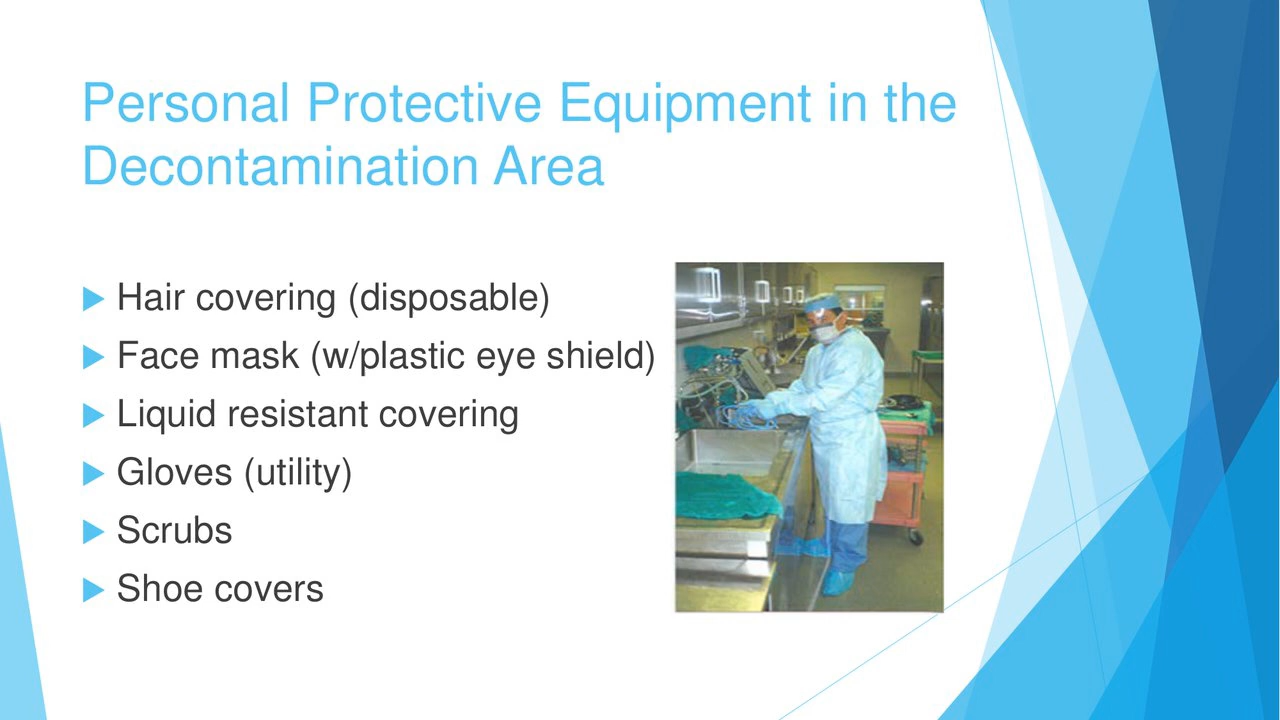 Personal Protective Equipment in the
Decontamination Area
Hair covering (disposable)
Face mask (w/plastic eye shield)
Liquid resistant covering
Gloves (utility)
Scrubs
Shoe covers